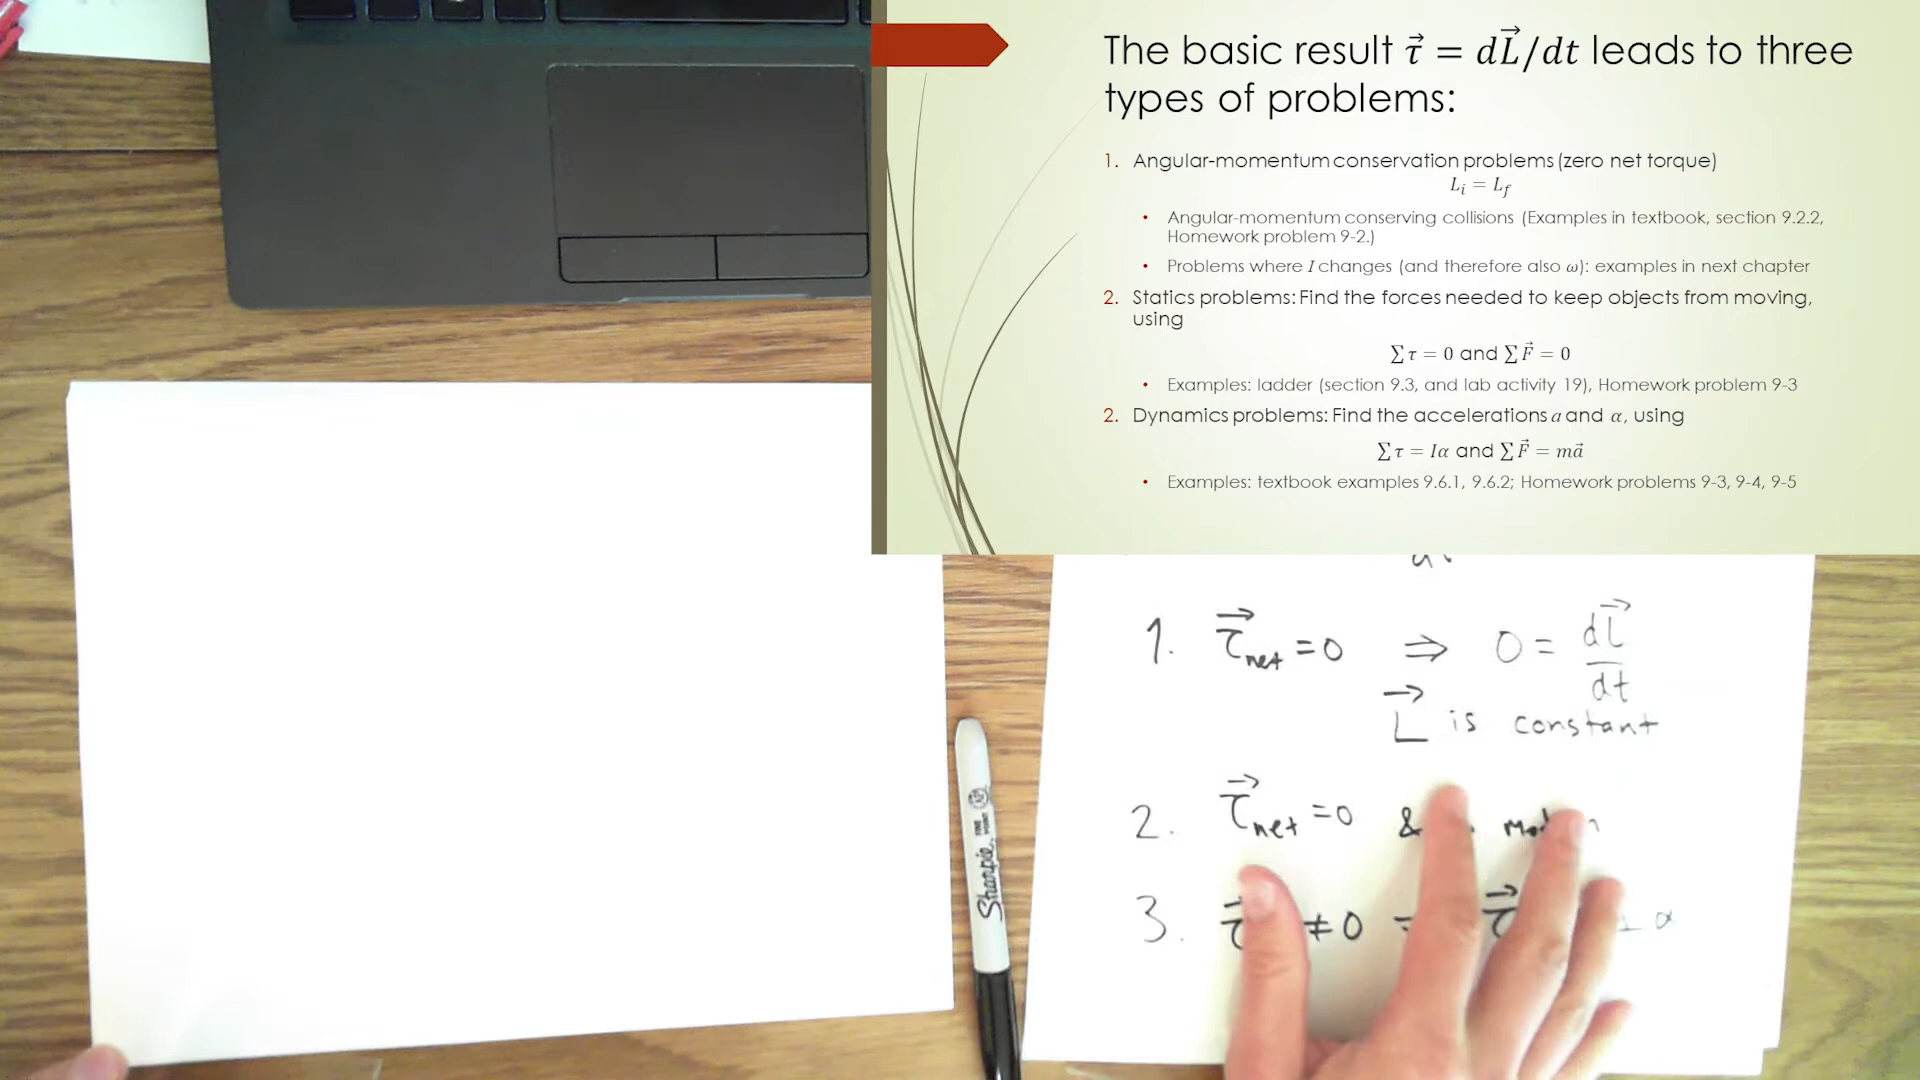 The basic result τ⃗ = dL⃗/dt leads to three
types of problems:
1. Angular-momentum conservation problems (zero net torque)
Lᵢ = L_f
• Angular-momentum conserving collisions (Examples in textbook, section 9.2.2,
Homework problem 9-2.)
• Problems where I changes (and therefore also ω): examples in next chapter
2. Statics problems: Find the forces needed to keep objects from moving,
using
∑τ = 0 and ∑F⃗ = 0
• Examples: ladder (section 9.3, and lab activity 19), Homework problem 9-3
2. Dynamics problems: Find the accelerations a and α, using
∑τ = Iα and ∑F⃗ = ma⃗
• Examples: textbook examples 9.6.1, 9.6.2; Homework problems 9-3, 9-4, 9-5
1. τ⃗net = 0 ⇒ 0 = dL⃗/dt
L⃗ is constant
2. τ⃗net = 0 &
3. τ⃗ ≠ 0 τ⃗ α
Sharpie.
FINE POINT